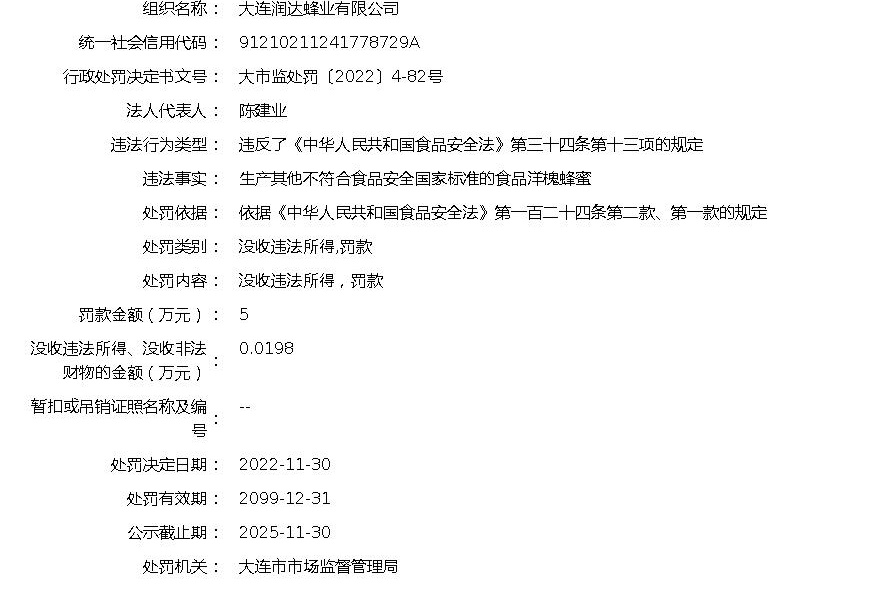 组织名称： 大连润达蜂业有限公司
统一社会信用代码： 91210211241778729A
行政处罚决定书文号： 大市监处罚〔2022〕4-82号
法人代表人： 陈建业
违法行为类型： 违反了《中华人民共和国食品安全法》第三十四条第十三项的规定
违法事实： 生产其他不符合食品安全国家标准的食品洋槐蜂蜜
处罚依据： 依据《中华人民共和国食品安全法》第一百二十四条第二款、第一款的规定
处罚类别： 没收违法所得,罚款
处罚内容： 没收违法所得，罚款
罚款金额（万元）： 5
没收违法所得、没收非法
财物的金额（万元）： 0.0198
暂扣或吊销证照名称及编
号： --
处罚决定日期： 2022-11-30
处罚有效期： 2099-12-31
公示截止期： 2025-11-30
处罚机关： 大连市市场监督管理局